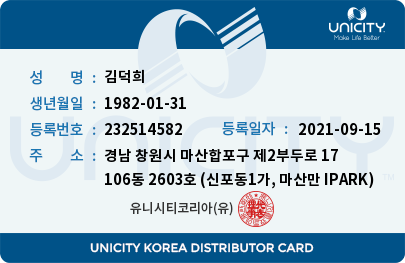 UNICITY
Make Life Better
성 명 : 김덕희
생년월일 : 1982-01-31
등록번호 : 232514582 등록일자 : 2021-09-15
주 소 : 경남 창원시 마산합포구 제2부두로 17
106동 2603호 (신포동1가, 마산만 IPARK)
유니시티코리아(유)
UNICITY
UNICITY KOREA DISTRIBUTOR CARD